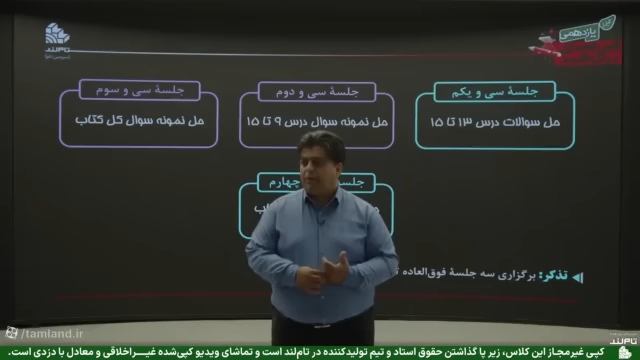 تاملند
یازدهمی
جلسهٔ سی و یکم
حل سوالات درس ۱۳ تا ۱۵
جلسهٔ سی و دوم
حل نمونه سوال درس ۹ تا ۱۵
جلسهٔ سی و سوم
حل نمونه سوال کل کتاب
چهارم
تذکر: برگزاری سه جلسهٔ فوق‌العاده
/tamland.ir
کپی غیرمجاز این کلاس، زیر پا گذاشتن حقوق استاد و تیم تولیدکننده در تام‌لند است و تماشای ویدیو کپی‌شده غیــراخلاقی و معادل با دزدی است.
تاملند